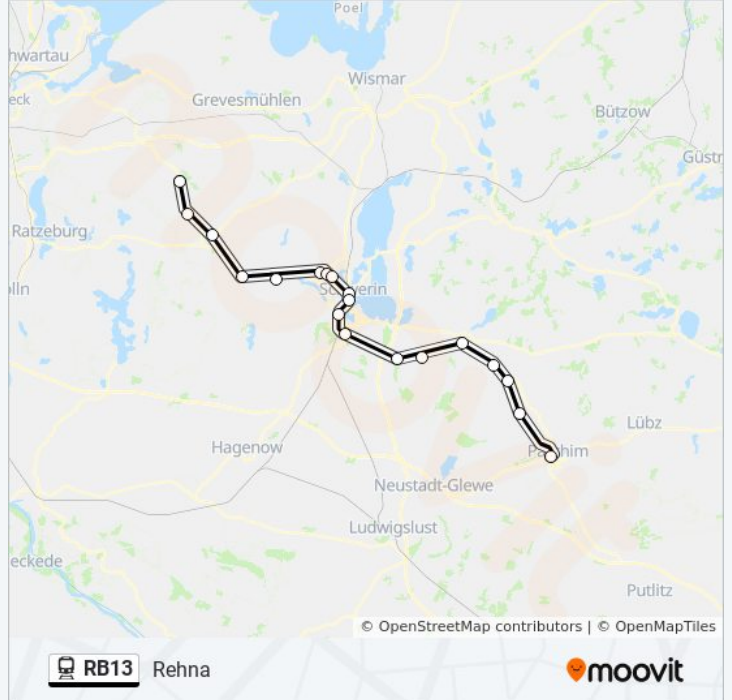 Poel
hwartau
Wismar
eck
Grevesmühlen
Bützow
Güstr
Ratzeburg
lln
Schwerin
Lübz
Hagenow
Parchim
Neustadt-Glewe
Ludwigslust
eckede
Putlitz
© OpenStreetMap contributors | © OpenMapTiles
RB13 Rehna
moovit